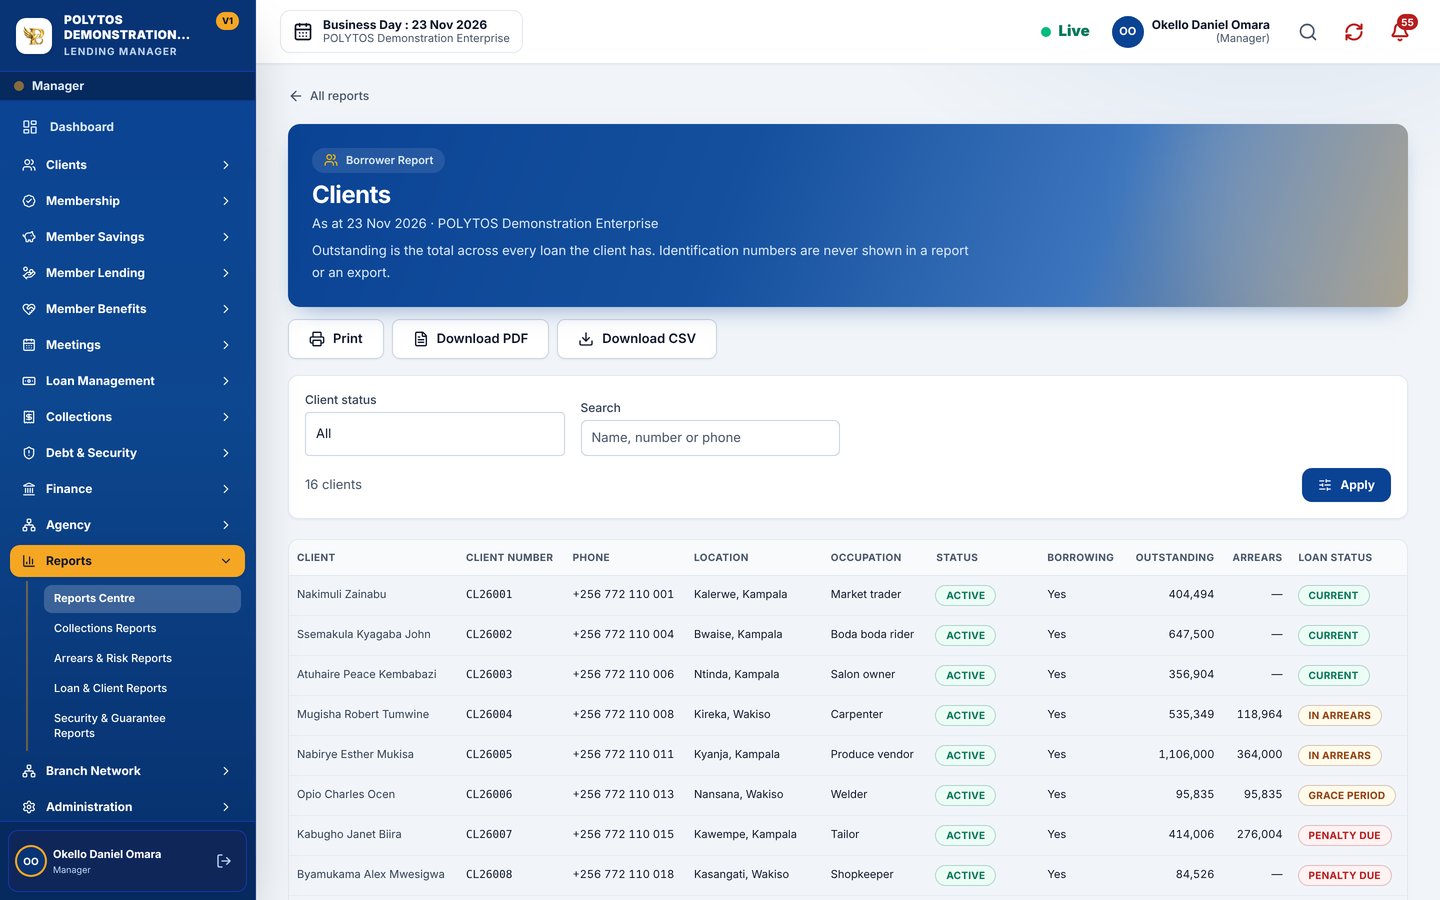 POLYTOS
DEMONSTRATION...
LENDING MANAGER
V1
Manager
Dashboard
Clients
Membership
Member Savings
Member Lending
Member Benefits
Meetings
Loan Management
Collections
Debt & Security
Finance
Agency
Reports
Reports Centre
Collections Reports
Arrears & Risk Reports
Loan & Client Reports
Security & Guarantee
Reports
Branch Network
Administration
OO
Okello Daniel Omara
Manager
Business Day : 23 Nov 2026
POLYTOS Demonstration Enterprise
Live
OO
Okello Daniel Omara
(Manager)
55
All reports
Borrower Report
Clients
As at 23 Nov 2026 · POLYTOS Demonstration Enterprise
Outstanding is the total across every loan the client has. Identification numbers are never shown in a report
or an export.
Print Download PDF Download CSV
Client status
All
Search
Name, number or phone
16 clients
Apply
CLIENT CLIENT NUMBER PHONE LOCATION OCCUPATION STATUS BORROWING OUTSTANDING ARREARS LOAN STATUS
Nakimuli Zainabu CL26001 +256 772 110 001 Kalerwe, Kampala Market trader ACTIVE Yes 404,494 — CURRENT
Ssemakula Kyagaba John CL26002 +256 772 110 004 Bwaise, Kampala Boda boda rider ACTIVE Yes 647,500 — CURRENT
Atuhaire Peace Kembabazi CL26003 +256 772 110 006 Ntinda, Kampala Salon owner ACTIVE Yes 356,904 — CURRENT
Mugisha Robert Tumwine CL26004 +256 772 110 008 Kireka, Wakiso Carpenter ACTIVE Yes 535,349 118,964 IN ARREARS
Nabirye Esther Mukisa CL26005 +256 772 110 011 Kyanja, Kampala Produce vendor ACTIVE Yes 1,106,000 364,000 IN ARREARS
Opio Charles Ocen CL26006 +256 772 110 013 Nansana, Wakiso Welder ACTIVE Yes 95,835 95,835 GRACE PERIOD
Kabugho Janet Biira CL26007 +256 772 110 015 Kawempe, Kampala Tailor ACTIVE Yes 414,006 276,004 PENALTY DUE
Byamukama Alex Mwesigwa CL26008 +256 772 110 018 Kasangati, Wakiso Shopkeeper ACTIVE Yes 84,526 — PENALTY DUE